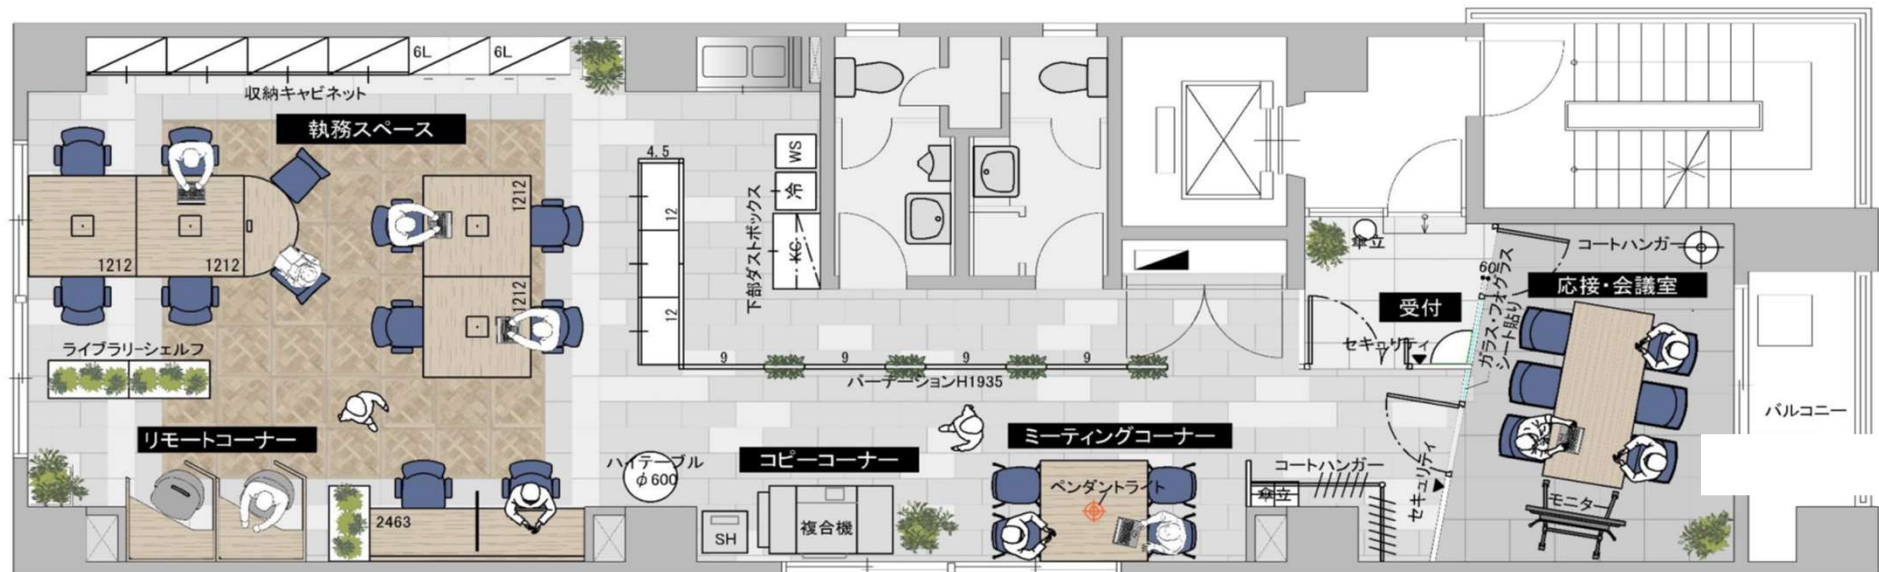 6L
6L
収納キャビネット
執務スペース
1212
1212
1212
1212
ライブラリーシェルフ
リモートコーナー
2463
4.5
12
12
下部ダストボックス
WS
冷
KG
9
9
9
9
パーテーションH1935
ハイテーブル
φ600
コピーコーナー
SH
複合機
ミーティングコーナー
ペンダントライト
コートハンガー
傘立
セキュリティ
傘立
受付
セキュリティ
60
ガラス・フォグラス
シート貼り
コートハンガー
応接・会議室
モニター
バルコニー